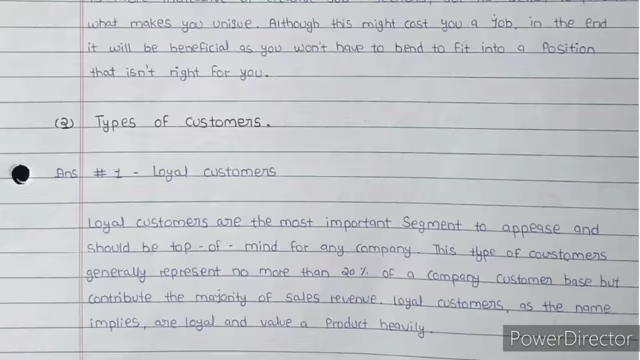 what makes you unique. Although this might cost you a job, in the end
it will be beneficial as you won't have to bend to fit into a Position
that isn't right for you.
(2) Types of customers.
Ans # 1 - Loyal customers
Loyal customers are the most important Segment to appease and
should be top-of-mind for any company. This type of coustomers
generally represent no more than 20% of a company customer base but
contribute the majority of sales revenue. Loyal customers, as the name
implies, are loyal and value a Product heavily.
PowerDirector